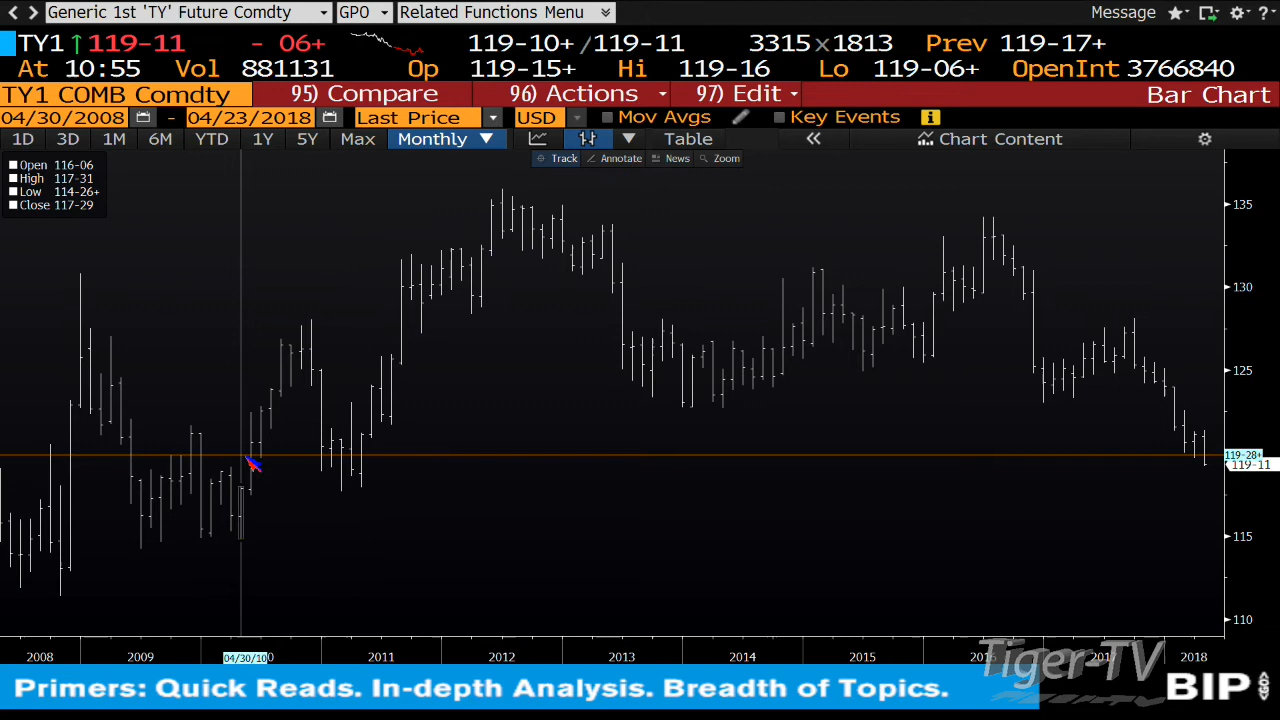 Generic 1st 'TY' Future Comdty GPO Related Functions Menu Message ?
TY1 ↑ 119-11 - 06+ 119-10+ / 119-11 3315 x 1813 Prev 119-17+
At 10:55 Vol 881131 Op 119-15+ Hi 119-16 Lo 119-06+ OpenInt 3766840
TY1 COMB Comdty 95) Compare 96) Actions 97) Edit Bar Chart
04/30/2008 - 04/23/2018 Last Price USD Mov Avgs Key Events
1D 3D 1M 6M YTD 1Y 5Y Max Monthly ▼ Table « Chart Content
Track Annotate News Zoom
Open 116-06
High 117-31
Low 114-26+
Close 117-29
135
130
125
119-28+
119-11
115
110
2008 2009 04/30/10 0 2011 2012 2013 2014 2015 2016 2017 2018
Tiger-TV
Primers: Quick Reads. In-depth Analysis. Breadth of Topics.
BIP GO>